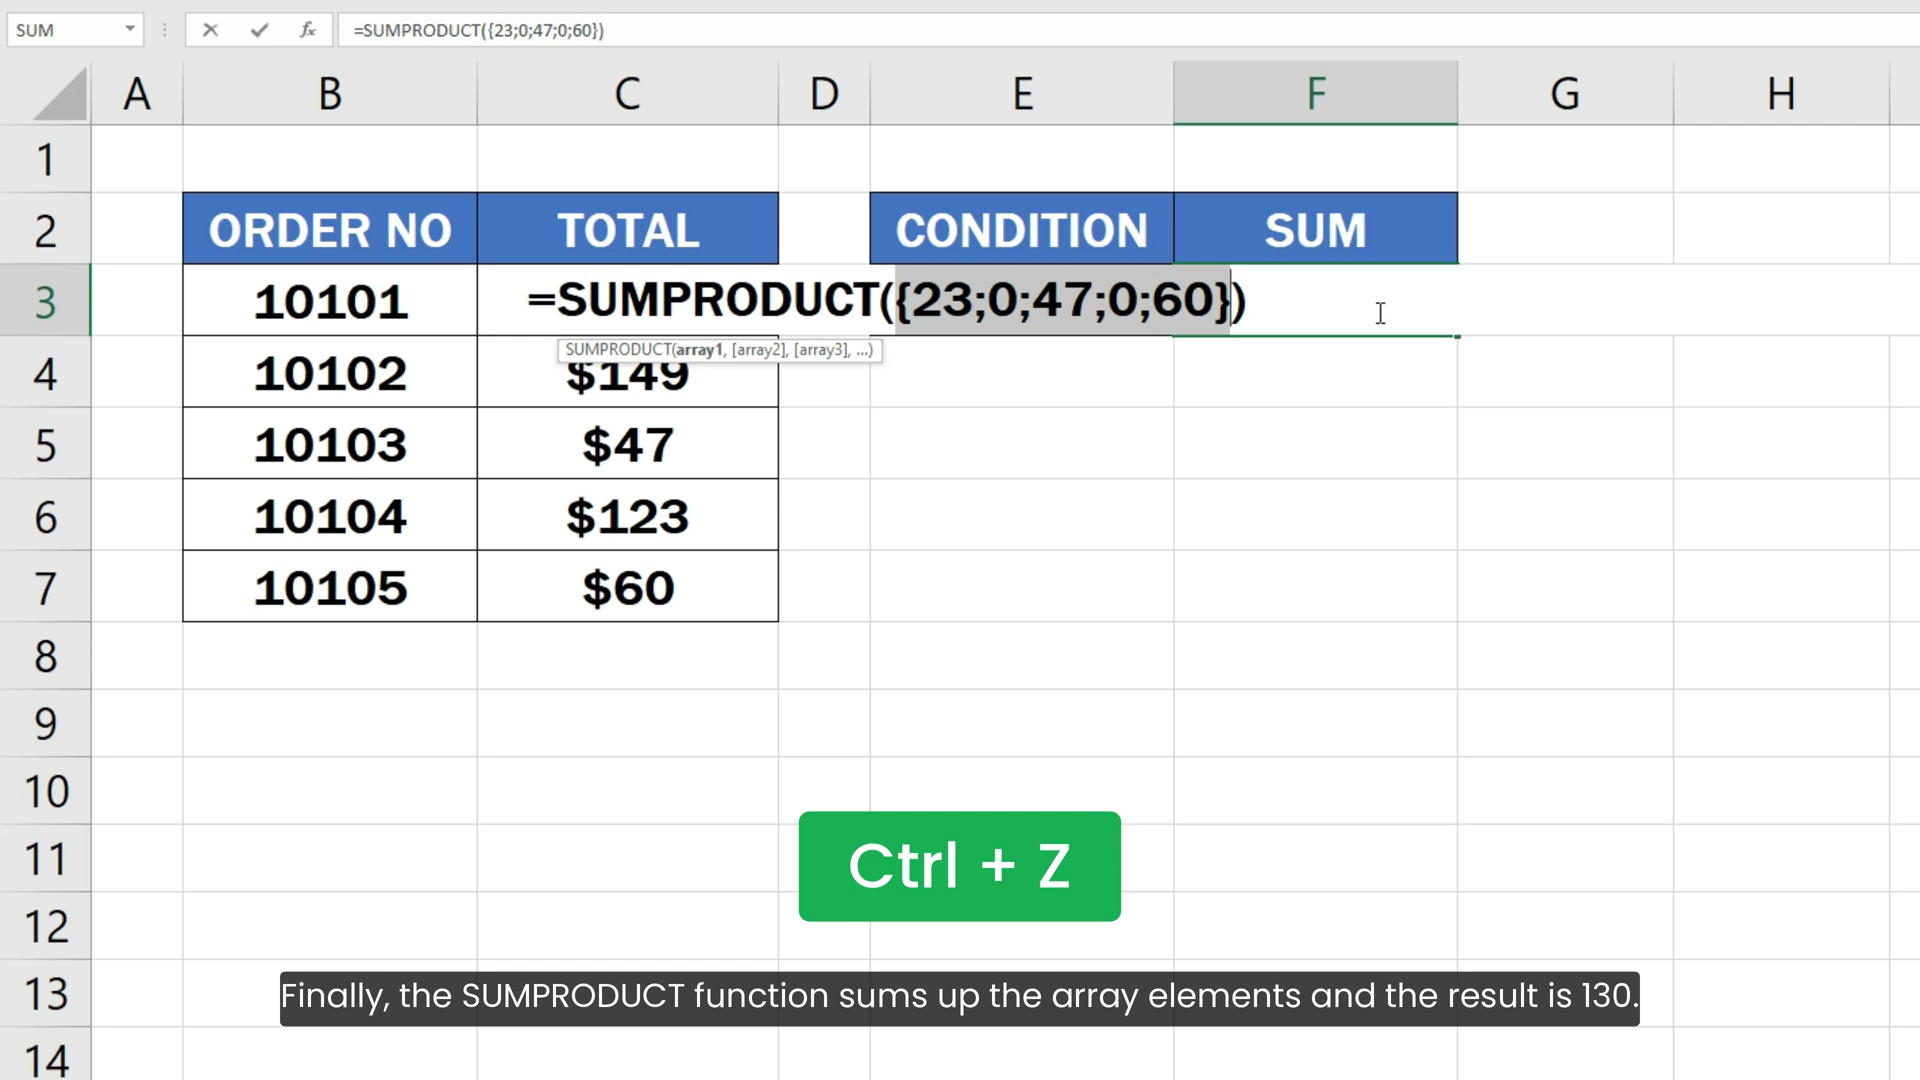 SUM =SUMPRODUCT({23;0;47;0;60})
A B C D E F G H
1
2 ORDER NO TOTAL CONDITION SUM
3 10101 =SUMPRODUCT({23;0;47;0;60})
SUMPRODUCT(array1, [array2], [array3], ...)
4 10102 $149
5 10103 $47
6 10104 $123
7 10105 $60
8
9
10
11
Ctrl + Z
12
13
Finally, the SUMPRODUCT function sums up the array elements and the result is 130.
14